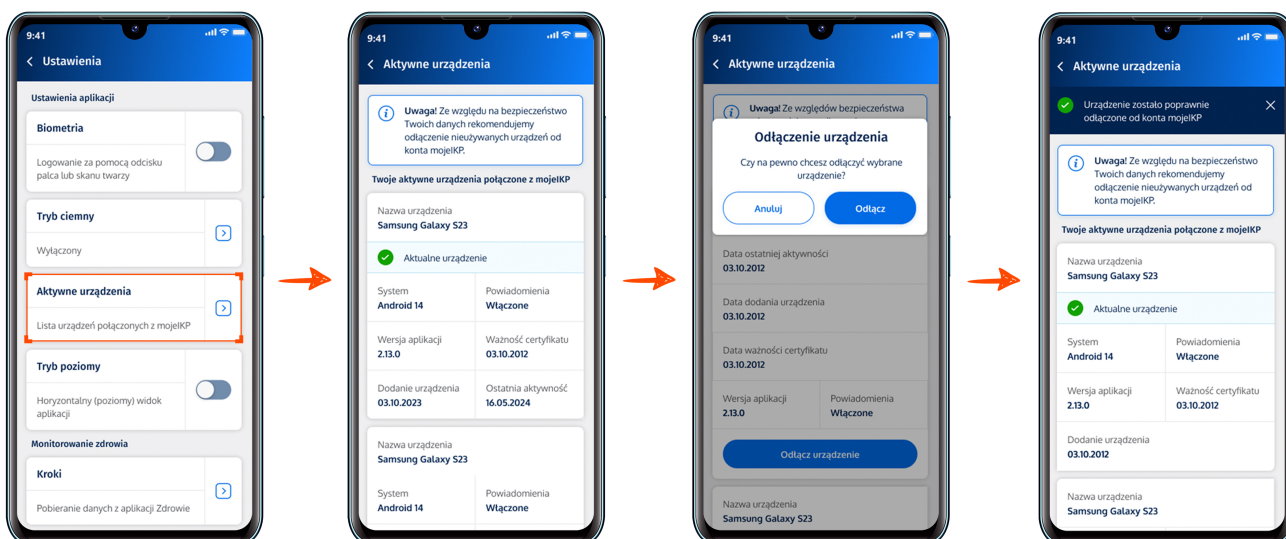 9:41
Ustawienia
Ustawienia aplikacji
Biometria
Logowanie za pomocą odcisku
palca lub skanu twarzy
Tryb ciemny
Wyłączony
Aktywne urządzenia
Lista urządzeń połączonych z mojeIKP
Tryb poziomy
Horyzontalny (poziomy) widok
aplikacji
Monitorowanie zdrowia
Kroki
Pobieranie danych z aplikacji Zdrowie
9:41
Aktywne urządzenia
Uwaga! Ze względu na bezpieczeństwo
Twoich danych rekomendujemy
odłączenie nieużywanych urządzeń od
konta mojeIKP.
Twoje aktywne urządzenia połączone z mojeIKP
Nazwa urządzenia
Samsung Galaxy S23
Aktualne urządzenie
System Powiadomienia
Android 14 Włączone
Wersja aplikacji Ważność certyfikatu
2.13.0 03.10.2012
Dodanie urządzenia Ostatnia aktywność
03.10.2023 16.05.2024
Nazwa urządzenia
Samsung Galaxy S23
System Powiadomienia
Android 14 Włączone
9:41
Aktywne urządzenia
Uwaga! Ze względów bezpieczeństwa
Odłączenie urządzenia
Czy na pewno chcesz odłączyć wybrane
urządzenie?
Anuluj Odłącz
Data ostatniej aktywności
03.10.2012
Data dodania urządzenia
03.10.2012
Data ważności certyfikatu
03.10.2012
Wersja aplikacji Powiadomienia
2.13.0 Włączone
Odłącz urządzenie
Nazwa urządzenia
Samsung Galaxy S23
9:41
Aktywne urządzenia
Urządzenie zostało poprawnie
odłączone od konta mojeIKP
Uwaga! Ze względu na bezpieczeństwo
Twoich danych rekomendujemy
odłączenie nieużywanych urządzeń od
konta mojeIKP.
Twoje aktywne urządzenia połączone z mojeIKP
Nazwa urządzenia
Samsung Galaxy S23
Aktualne urządzenie
System Powiadomienia
Android 14 Włączone
Wersja aplikacji Ważność certyfikatu
2.13.0 03.10.2012
Dodanie urządzenia
03.10.2012
Nazwa urządzenia
Samsung Galaxy S23